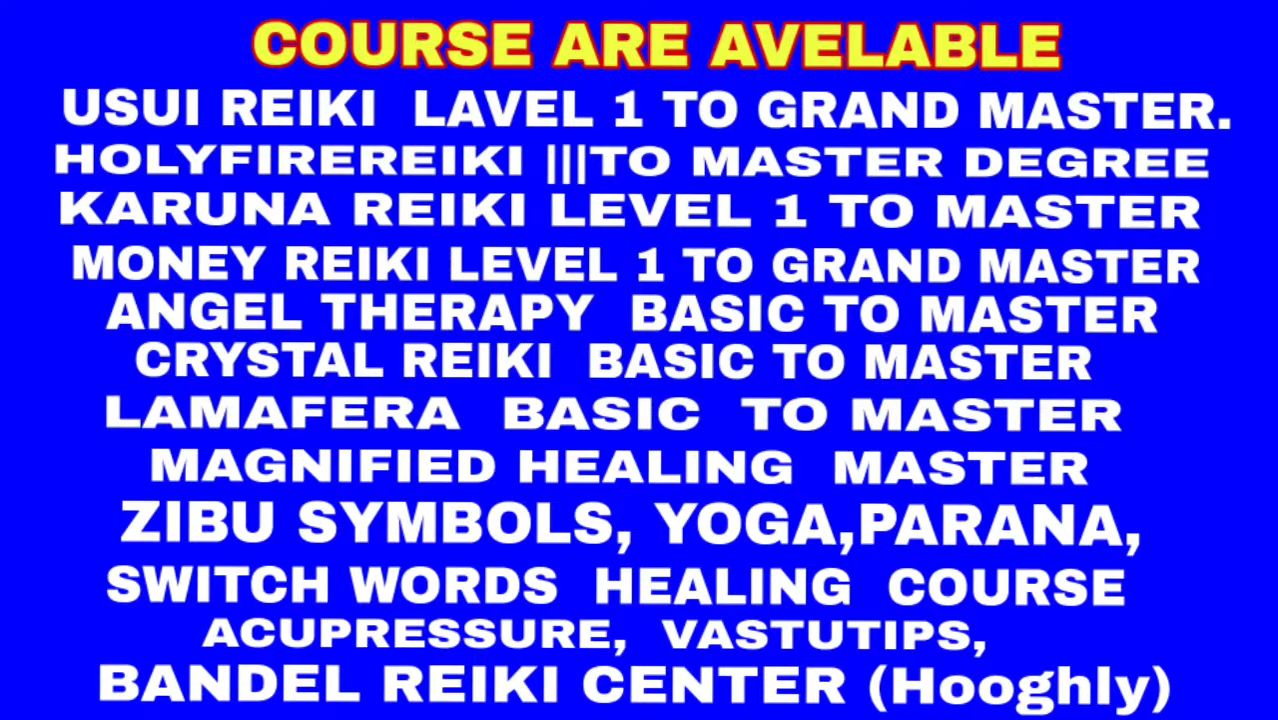 COURSE ARE AVELABLE
USUI REIKI LAVEL 1 TO GRAND MASTER.
HOLYFIREREIKI |||TO MASTER DEGREE
KARUNA REIKI LEVEL 1 TO MASTER
MONEY REIKI LEVEL 1 TO GRAND MASTER
ANGEL THERAPY BASIC TO MASTER
CRYSTAL REIKI BASIC TO MASTER
LAMAFERA BASIC TO MASTER
MAGNIFIED HEALING MASTER
ZIBU SYMBOLS, YOGA,PARANA,
SWITCH WORDS HEALING COURSE
ACUPRESSURE, VASTUTIPS,
BANDEL REIKI CENTER (Hooghly)